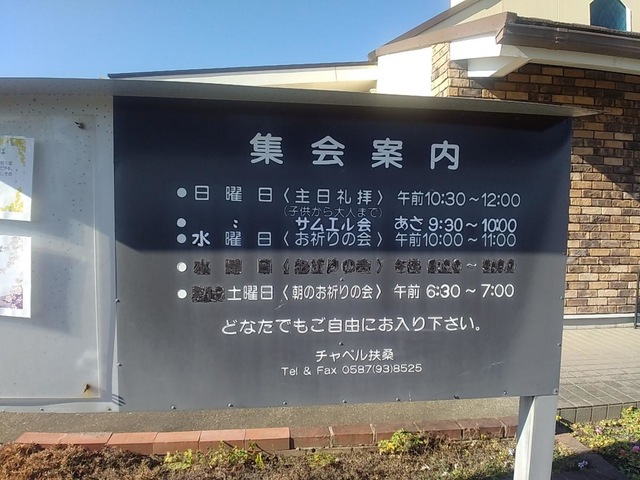 集会案内
●日曜日〈主日礼拝〉午前10:30～12:00
(子供から大人まで)
● 〃 サムエル会 あさ9:30～10:00
●水曜日〈お祈りの会〉午前10:00～11:00
●土曜日〈朝のお祈りの会〉午前 6:30～7:00
どなたでもご自由にお入り下さい。
チャペル扶桑
Tel & Fax 0587(93)8525